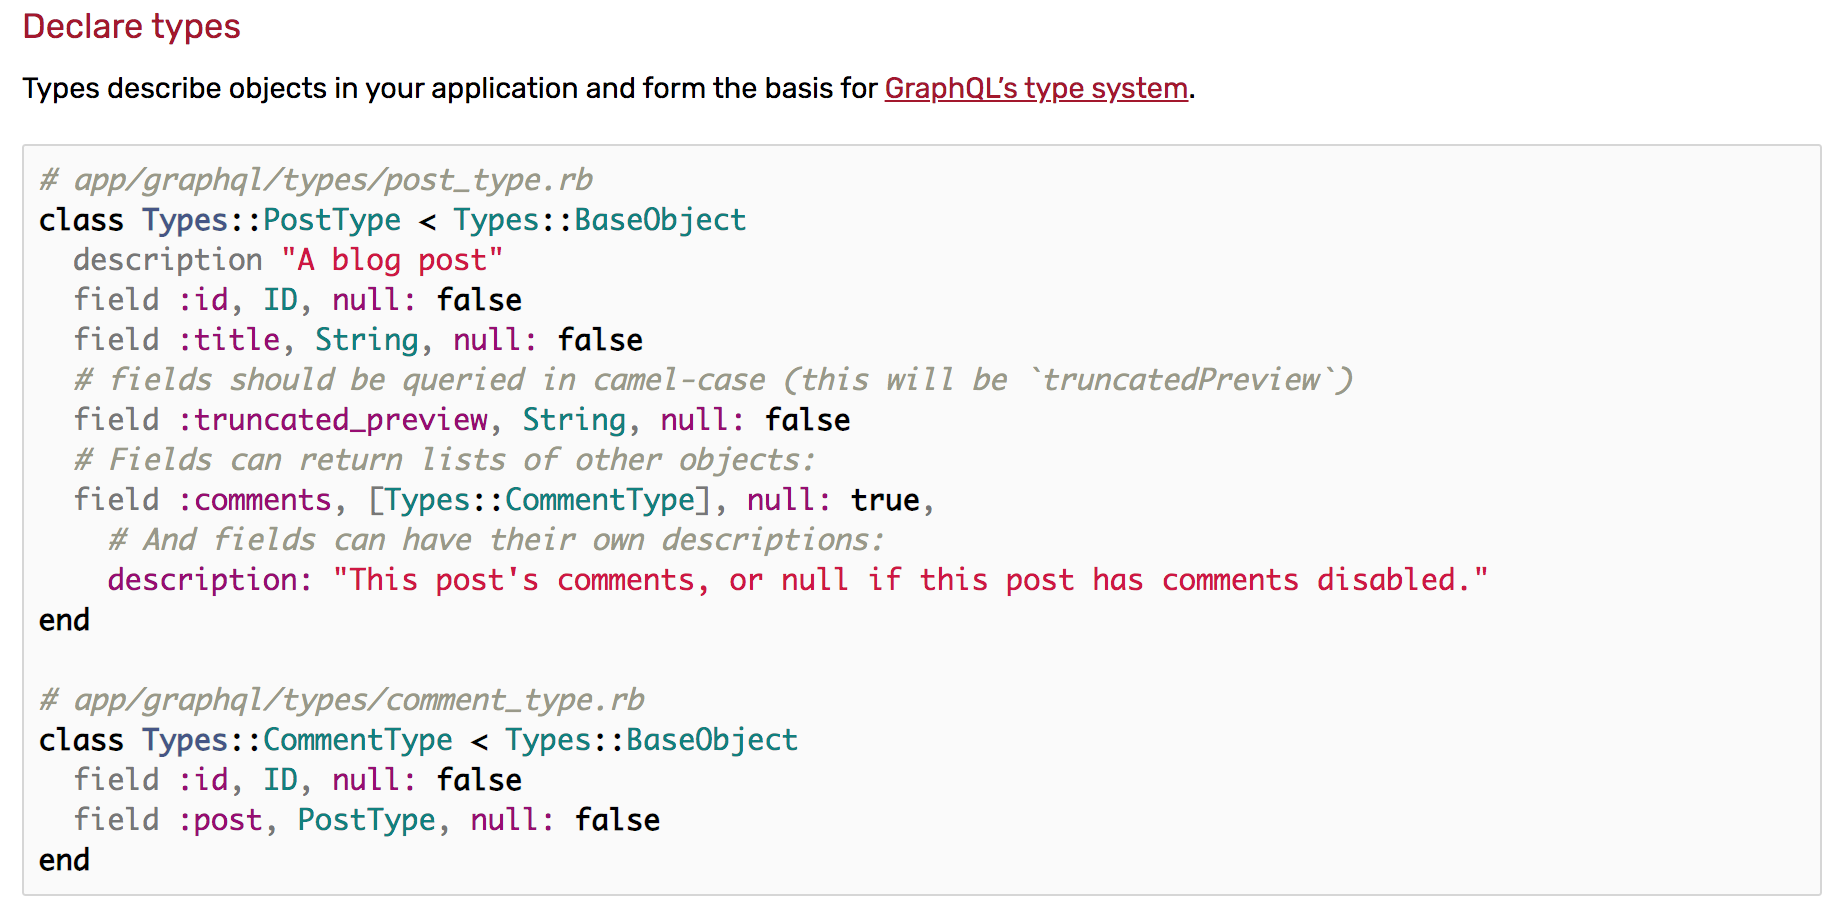 Declare types
Types describe objects in your application and form the basis for GraphQL’s type system.
# app/graphql/types/post_type.rb
class Types::PostType < Types::BaseObject
  description "A blog post"
  field :id, ID, null: false
  field :title, String, null: false
  # fields should be queried in camel-case (this will be `truncatedPreview`)
  field :truncated_preview, String, null: false
  # Fields can return lists of other objects:
  field :comments, [Types::CommentType], null: true,
    # And fields can have their own descriptions:
    description: "This post's comments, or null if this post has comments disabled."
end

# app/graphql/types/comment_type.rb
class Types::CommentType < Types::BaseObject
  field :id, ID, null: false
  field :post, PostType, null: false
end